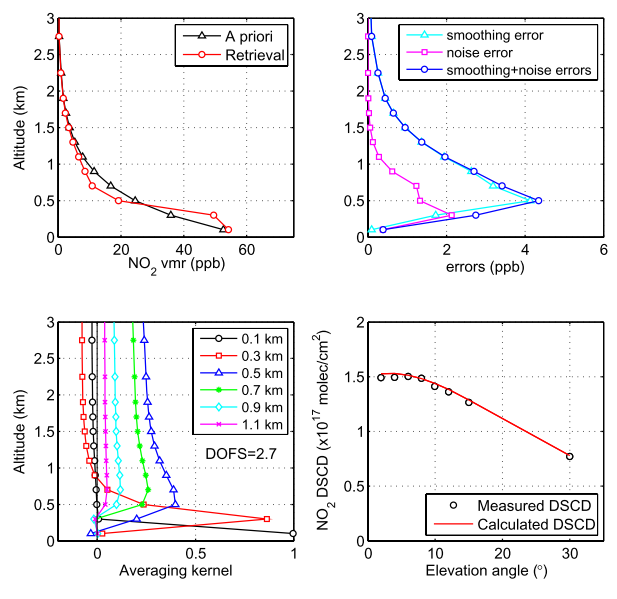 3
2.5
2
1.5
1
0.5
0
Altitude (km)
0 20 40 60
NO2 vmr (ppb)
A priori
Retrieval
3
2.5
2
1.5
1
0.5
0
0 2 4 6
errors (ppb)
smoothing error
noise error
smoothing+noise errors
3
2.5
2
1.5
1
0.5
0
Altitude (km)
0 0.5 1
Averaging kernel
0.1 km
0.3 km
0.5 km
0.7 km
0.9 km
1.1 km
DOFS=2.7
2
1.5
1
0.5
0
NO2 DSCD (x10^17 molec/cm^2)
0 10 20 30
Elevation angle (°)
Measured DSCD
Calculated DSCD